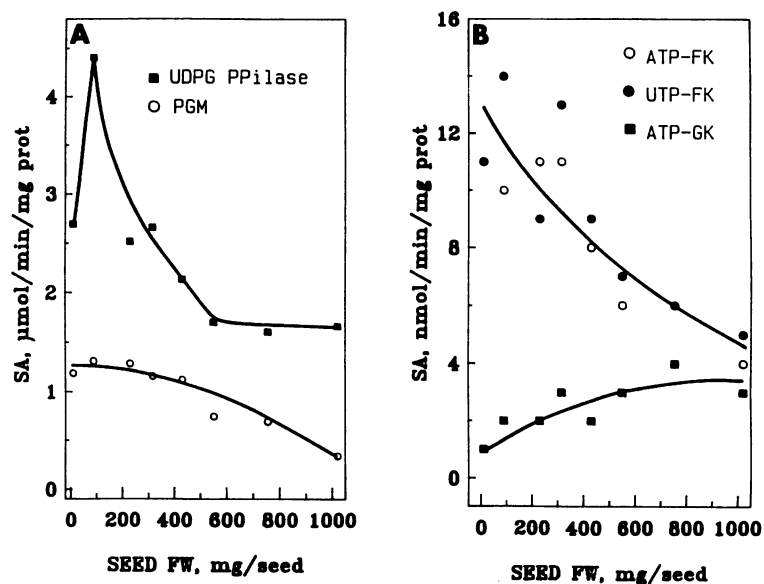 A
UDPG PPilase
PGM
4
3
2
1
0
SA, µmol/min/mg prot
0 200 400 600 800 1000
SEED FW, mg/seed
B
ATP-FK
UTP-FK
ATP-GK
16
12
8
4
0
SA, nmol/min/mg prot
0 200 400 600 800 1000
SEED FW, mg/seed